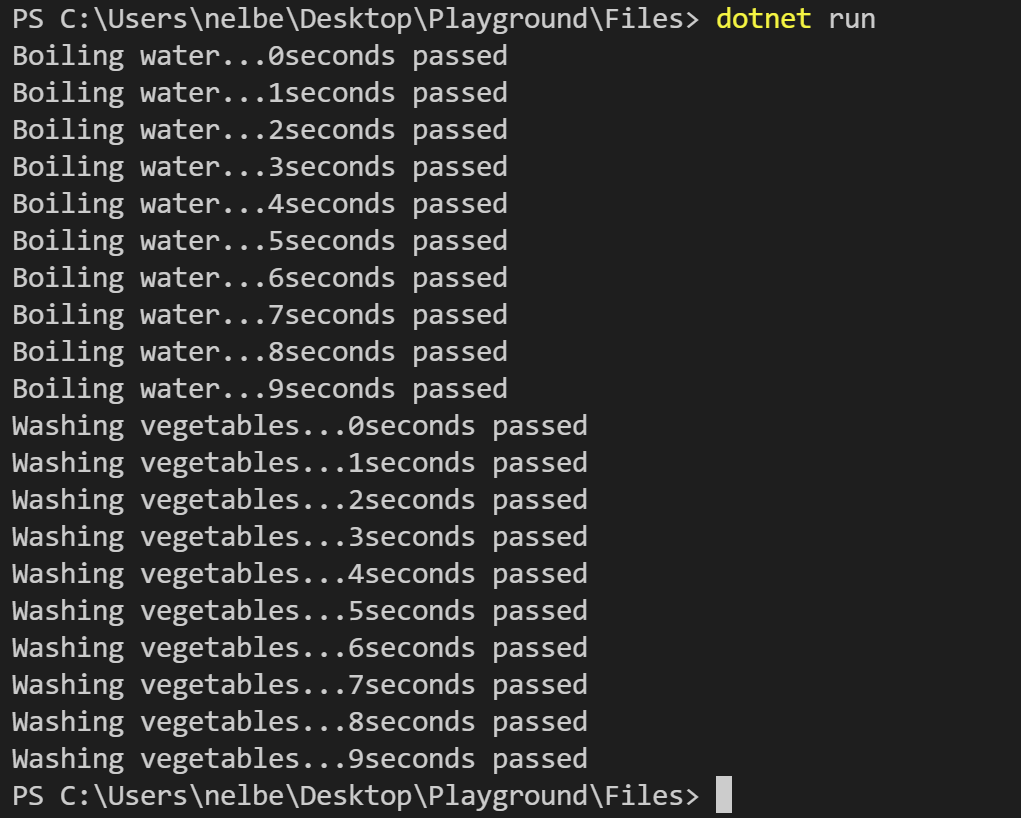 PS C:\Users\nelbe\Desktop\Playground\Files> dotnet run
Boiling water...0seconds passed
Boiling water...1seconds passed
Boiling water...2seconds passed
Boiling water...3seconds passed
Boiling water...4seconds passed
Boiling water...5seconds passed
Boiling water...6seconds passed
Boiling water...7seconds passed
Boiling water...8seconds passed
Boiling water...9seconds passed
Washing vegetables...0seconds passed
Washing vegetables...1seconds passed
Washing vegetables...2seconds passed
Washing vegetables...3seconds passed
Washing vegetables...4seconds passed
Washing vegetables...5seconds passed
Washing vegetables...6seconds passed
Washing vegetables...7seconds passed
Washing vegetables...8seconds passed
Washing vegetables...9seconds passed
PS C:\Users\nelbe\Desktop\Playground\Files>